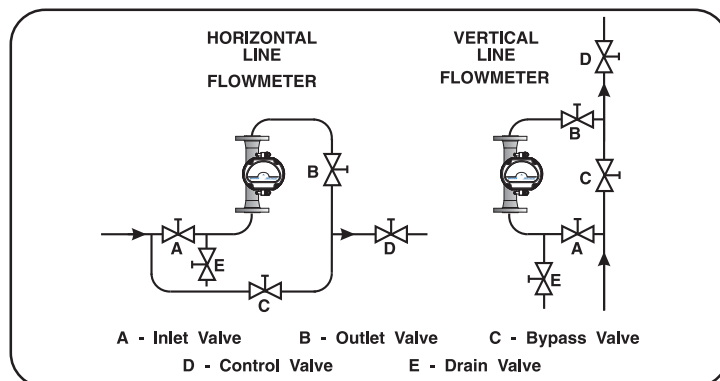 HORIZONTAL
LINE
FLOWMETER
B
A
E
D
C
VERTICAL
LINE
FLOWMETER
D
B
C
A
E
A - Inlet Valve B - Outlet Valve C - Bypass Valve
D - Control Valve E - Drain Valve